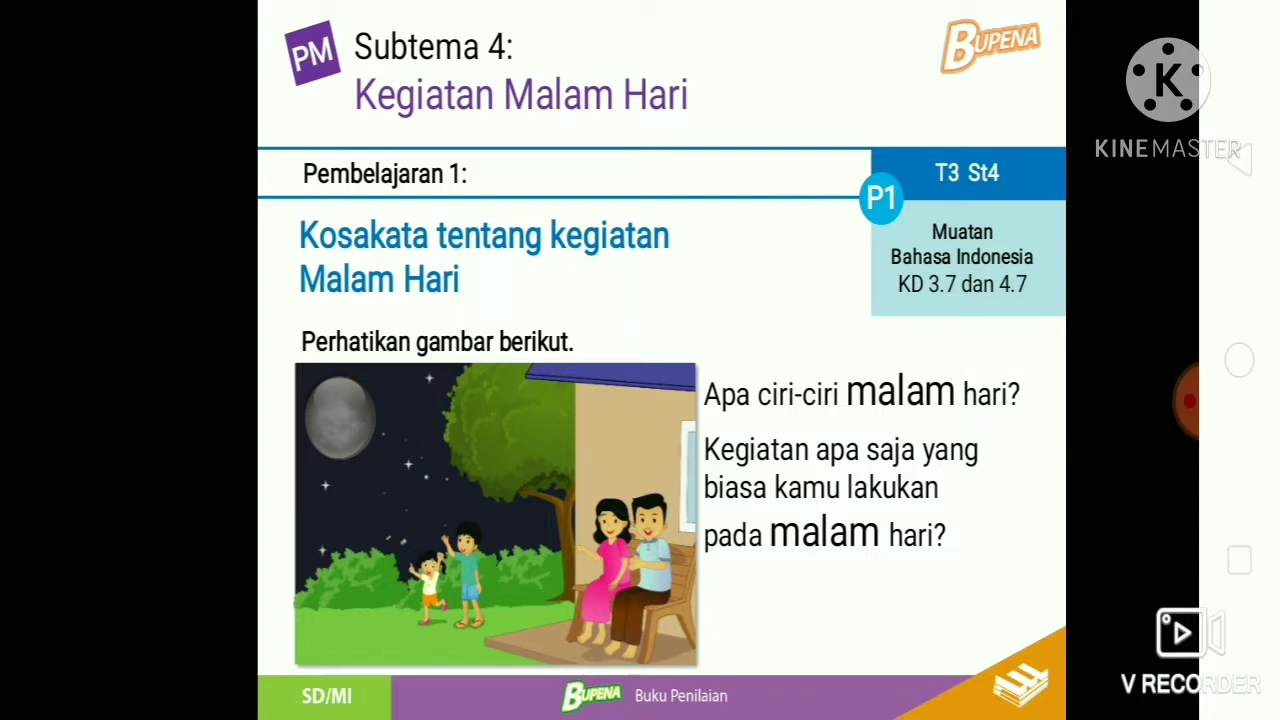 PM
Subtema 4:
Kegiatan Malam Hari
BUPENA
K
KINEMASTER
Pembelajaran 1:
P1
T3 St4
Kosakata tentang kegiatan
Malam Hari
Muatan
Bahasa Indonesia
KD 3.7 dan 4.7
Perhatikan gambar berikut.
Apa ciri-ciri malam hari?
Kegiatan apa saja yang
biasa kamu lakukan
pada malam hari?
SD/MI
BUPENA Buku Penilaian
V RECORDER